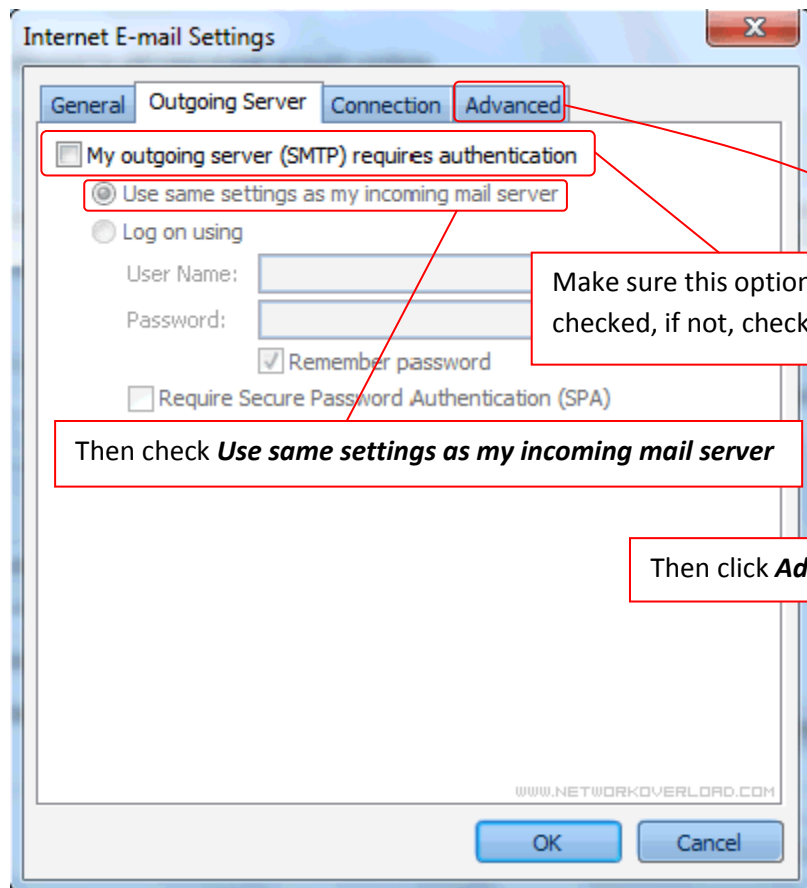 Internet E-mail Settings
General Outgoing Server Connection Advanced
My outgoing server (SMTP) requires authentication
Use same settings as my incoming mail server
Log on using
User Name:
Make sure this option
Password:
checked, if not, check
Remember password
Require Secure Password Authentication (SPA)
Then check Use same settings as my incoming mail server
Then click Ad
WWW.NETWORKOVERLOAD.COM
OK Cancel